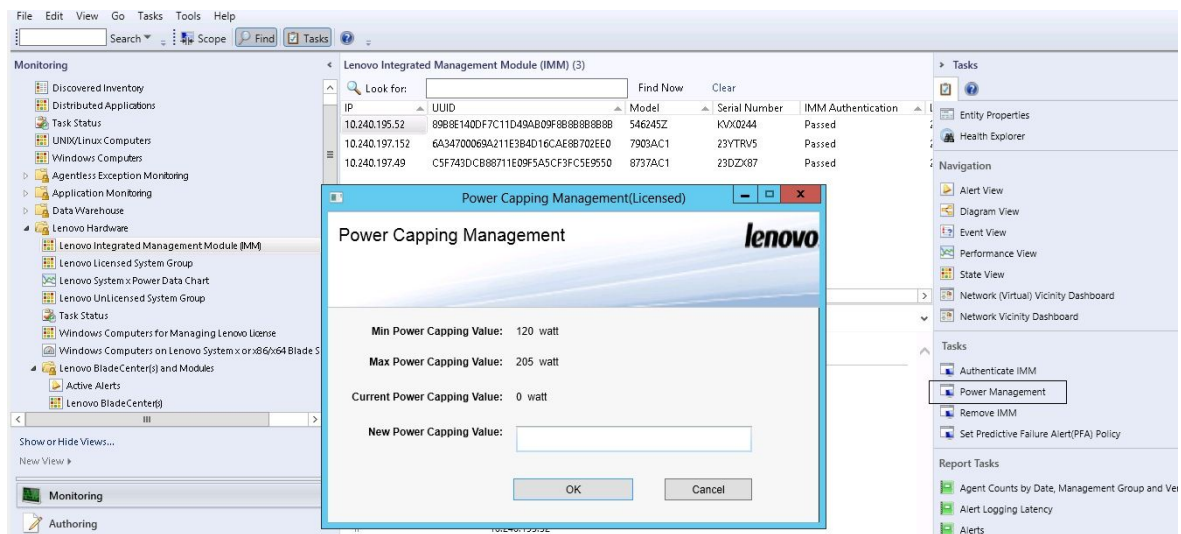 File Edit View Go Tasks Tools Help
Search Scope Find Tasks
Monitoring
Discovered Inventory
Distributed Applications
Task Status
UNIX/Linux Computers
Windows Computers
Agentless Exception Monitoring
Application Monitoring
Data Warehouse
Lenovo Hardware
Lenovo Integrated Management Module (IMM)
Lenovo Licensed System Group
Lenovo System x Power Data Chart
Lenovo UnLicensed System Group
Task Status
Windows Computers for Managing Lenovo License
Windows Computers on Lenovo System x or x86/x64 Blade S
Lenovo BladeCenter(s) and Modules
Active Alerts
Lenovo BladeCenter(s)
Show or Hide Views...
New View
Monitoring
Authoring
Lenovo Integrated Management Module (IMM) (3)
Look for: Find Now Clear
IP UUID Model Serial Number IMM Authentication
10.240.195.52 89B8E140DF7C11D49AB09F8B8B8B8B8B 546245Z KVX0244 Passed
10.240.197.152 6A34700069A211E3B4D16CAE8B702EE0 7903AC1 23YTRV5 Passed
10.240.197.49 C5F743DCB88711E09F5A5CF3FC5E9550 8737AC1 23DZX87 Passed
Power Capping Management(Licensed)
Power Capping Management
lenovo
Min Power Capping Value: 120 watt
Max Power Capping Value: 205 watt
Current Power Capping Value: 0 watt
New Power Capping Value:
OK Cancel
Tasks
Entity Properties
Health Explorer
Navigation
Alert View
Diagram View
Event View
Performance View
State View
Network (Virtual) Vicinity Dashboard
Network Vicinity Dashboard
Tasks
Authenticate IMM
Power Management
Remove IMM
Set Predictive Failure Alert(PFA) Policy
Report Tasks
Agent Counts by Date, Management Group and Ver
Alert Logging Latency
Alerts